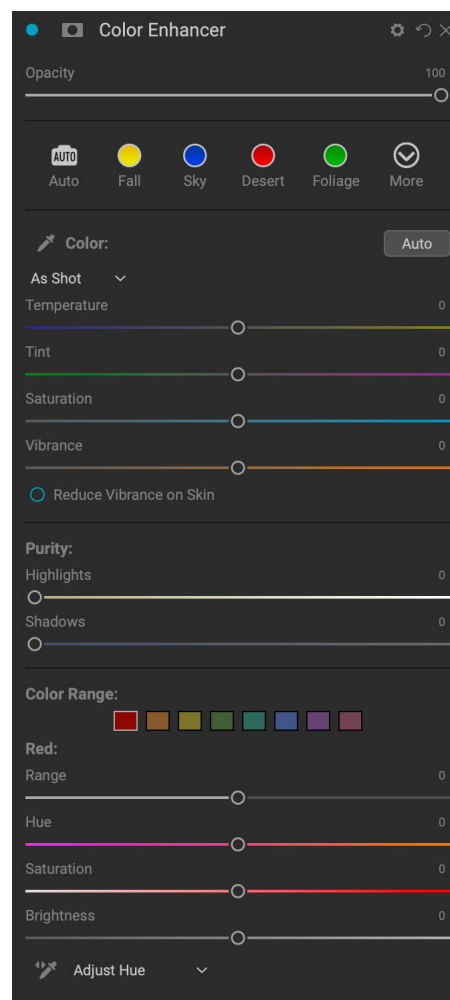 Color Enhancer
Opacity 100
AUTO
Auto Fall Sky Desert Foliage More
Color: Auto
As Shot
Temperature 0
Tint 0
Saturation 0
Vibrance 0
Reduce Vibrance on Skin
Purity:
Highlights 0
Shadows 0
Color Range:
Red:
Range 0
Hue 0
Saturation 0
Brightness 0
Adjust Hue